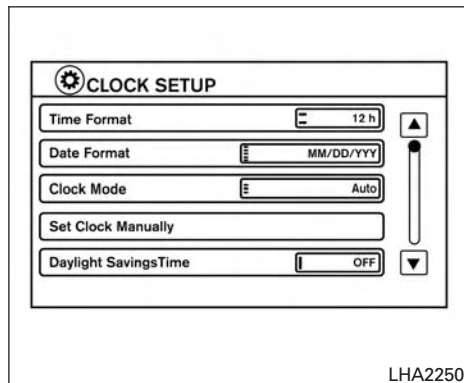 CLOCK SETUP
Time Format 12 h
Date Format MM/DD/YYY
Clock Mode Auto
Set Clock Manually
Daylight SavingsTime OFF
LHA2250